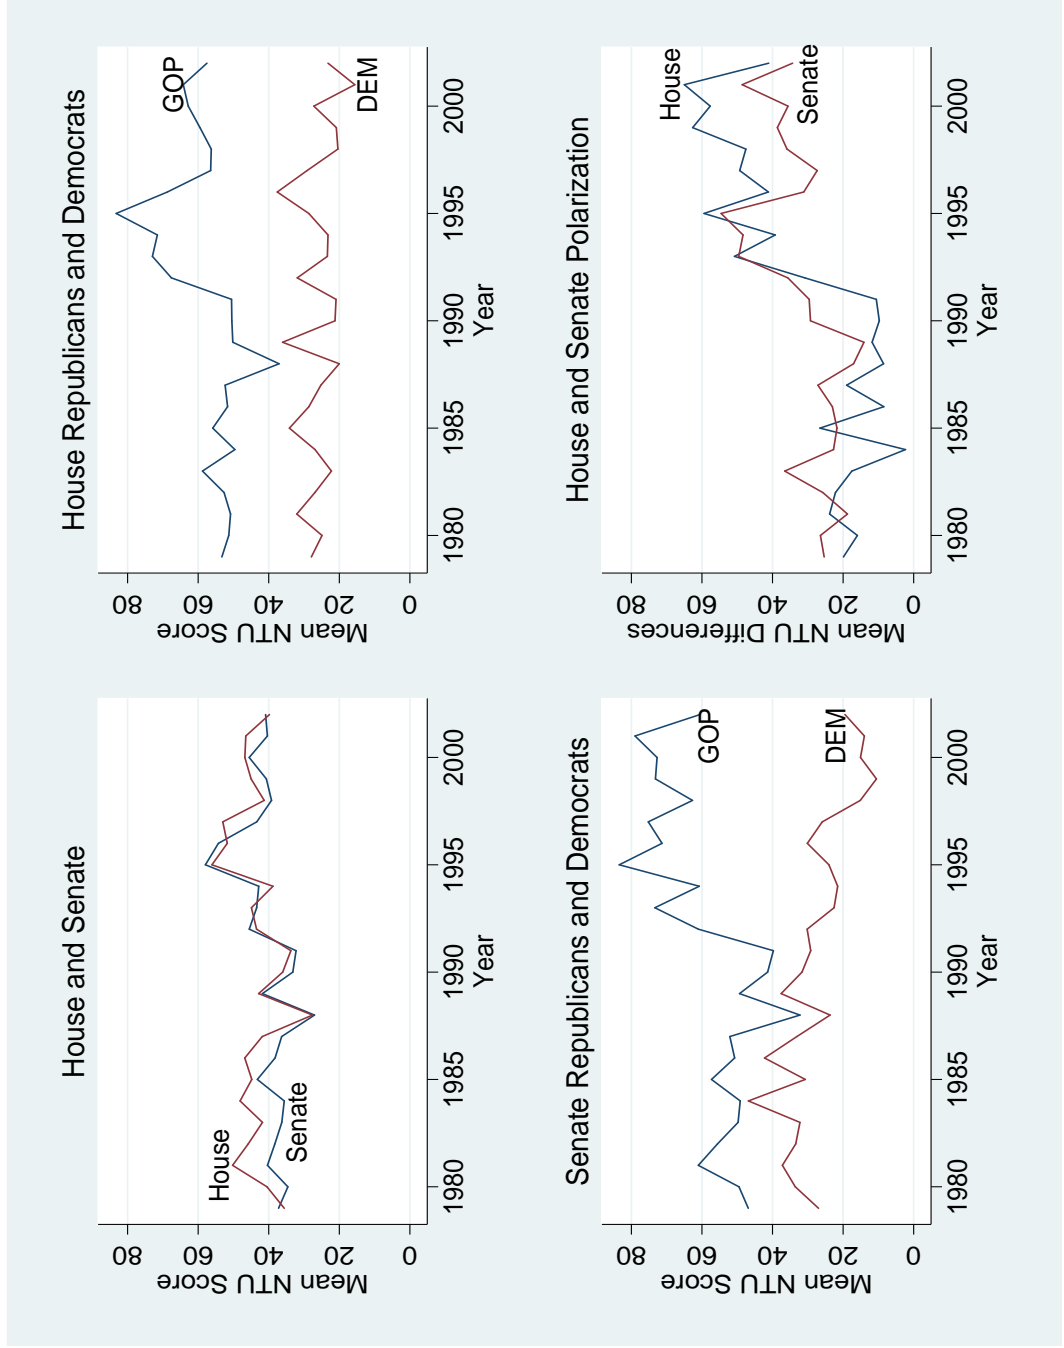 House and Senate
Mean NTU Score
80
60
40
20
0
House
Senate
1980
1985
1990
1995
2000
Year
House Republicans and Democrats
Mean NTU Score
80
60
40
20
0
GOP
DEM
1980
1985
1990
1995
2000
Year
Senate Republicans and Democrats
Mean NTU Score
80
60
40
20
0
GOP
DEM
1980
1985
1990
1995
2000
Year
House and Senate Polarization
Mean NTU Differences
80
60
40
20
0
House
Senate
1980
1985
1990
1995
2000
Year